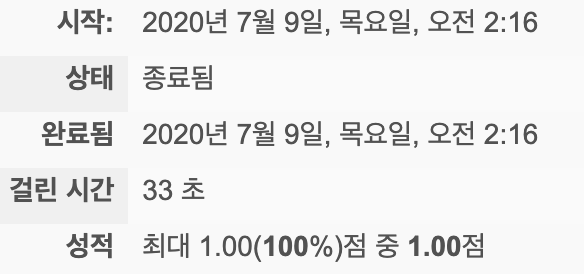 시작: 2020년 7월 9일, 목요일, 오전 2:16
상태 종료됨
완료됨 2020년 7월 9일, 목요일, 오전 2:16
걸린 시간 33 초
성적 최대 1.00(100%)점 중 1.00점